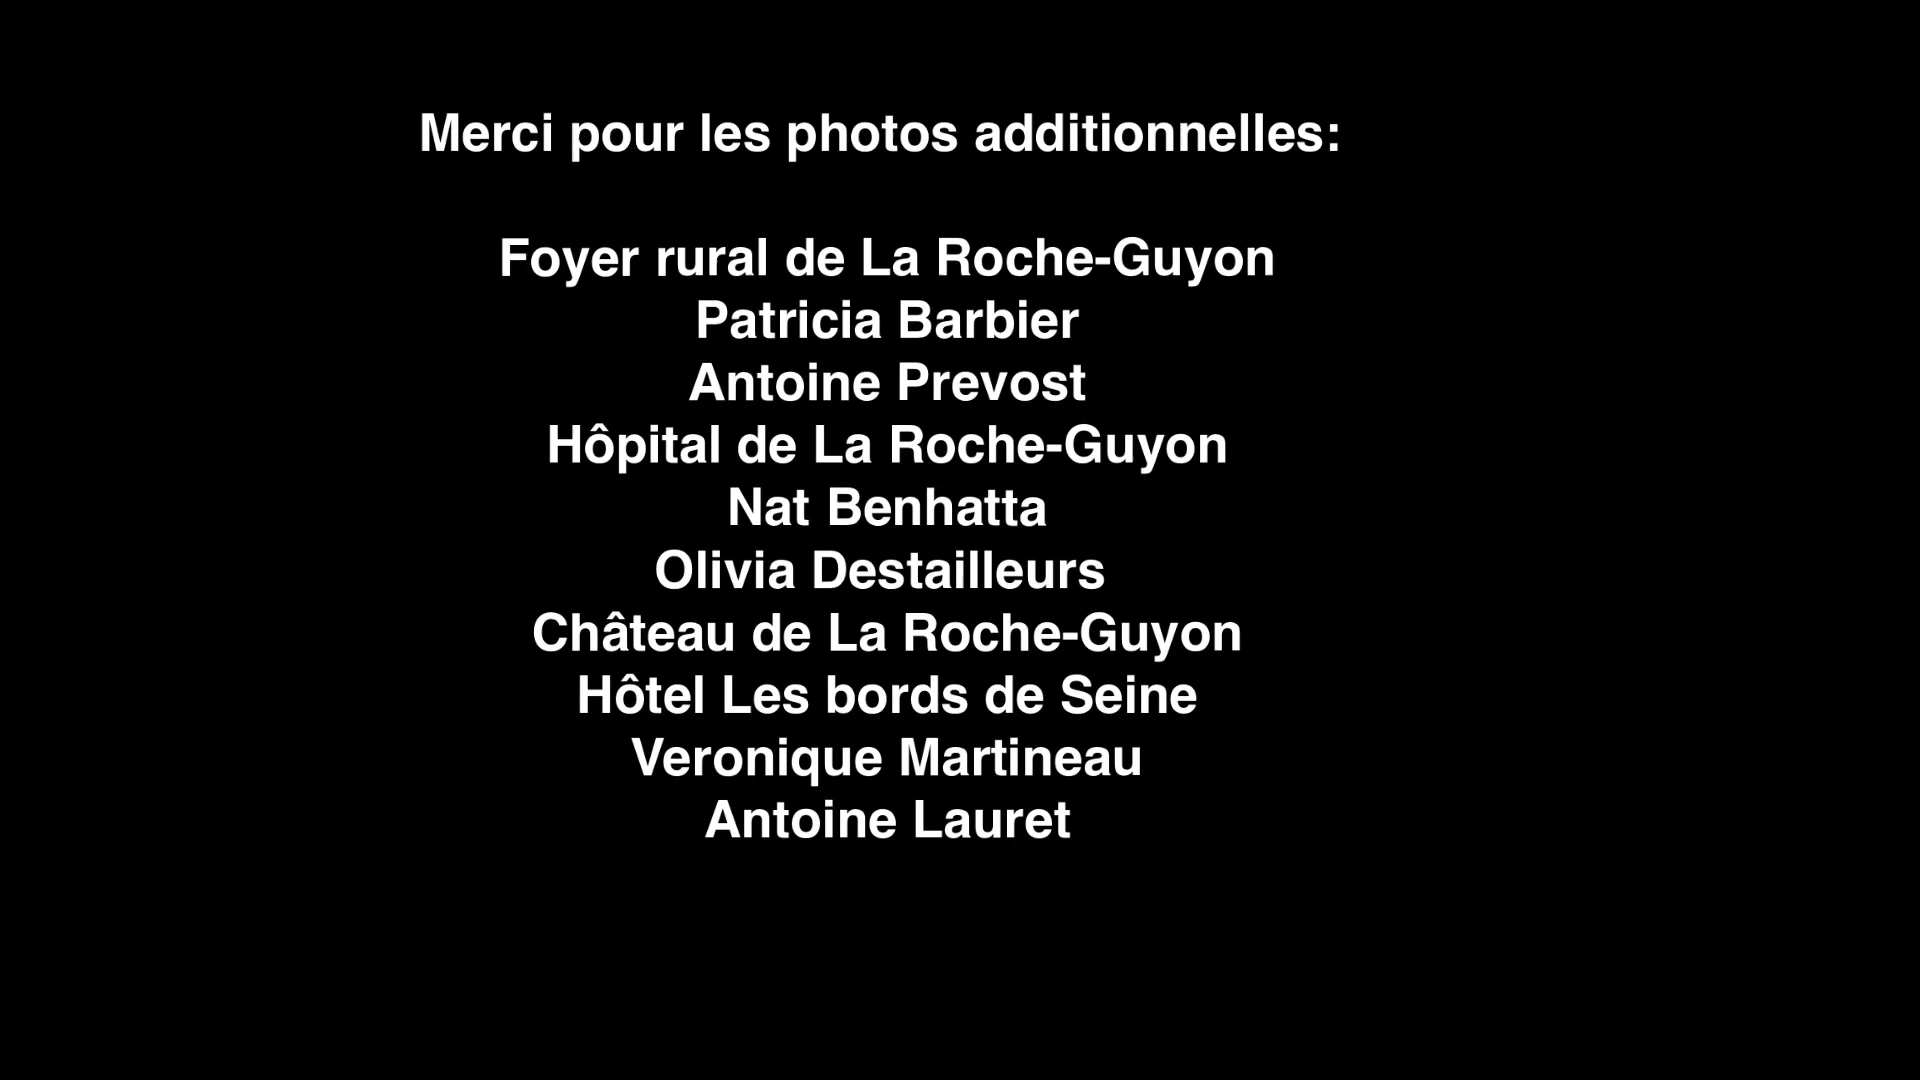 Merci pour les photos additionnelles:
Foyer rural de La Roche-Guyon
Patricia Barbier
Antoine Prevost
Hôpital de La Roche-Guyon
Nat Benhatta
Olivia Destailleurs
Château de La Roche-Guyon
Hôtel Les bords de Seine
Veronique Martineau
Antoine Lauret